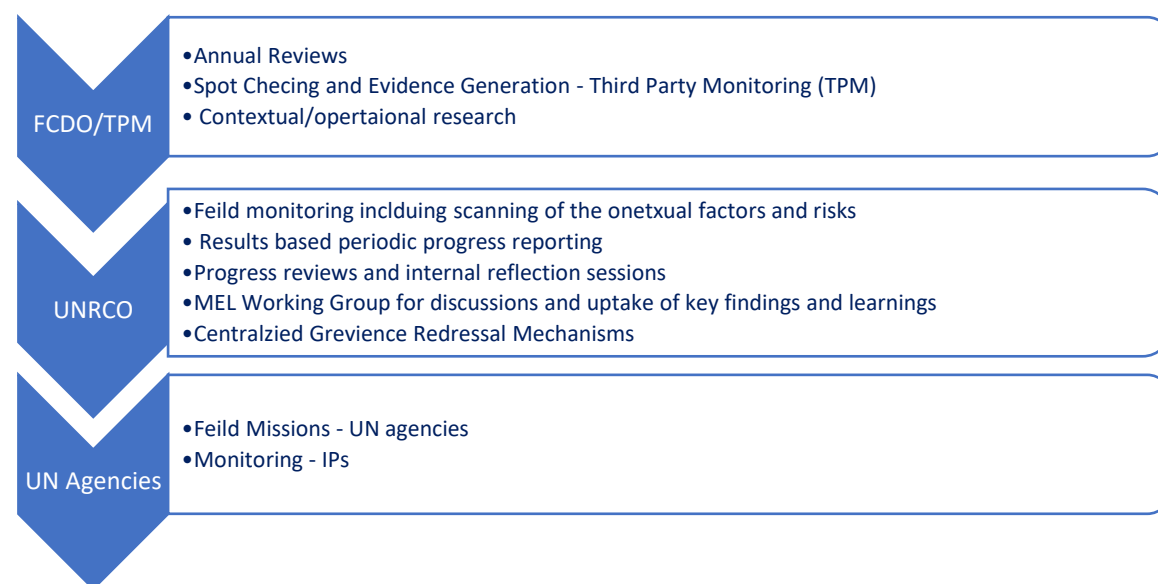 FCDO/TPM
•Annual Reviews
•Spot Checing and Evidence Generation - Third Party Monitoring (TPM)
• Contextual/opertaional research
UNRCO
•Feild monitoring inclduing scanning of the onetxual factors and risks
• Results based periodic progress reporting
•Progress reviews and internal reflection sessions
•MEL Working Group for discussions and uptake of key findings and learnings
•Centralzied Grevience Redressal Mechanisms
UN Agencies
•Feild Missions - UN agencies
•Monitoring - IPs